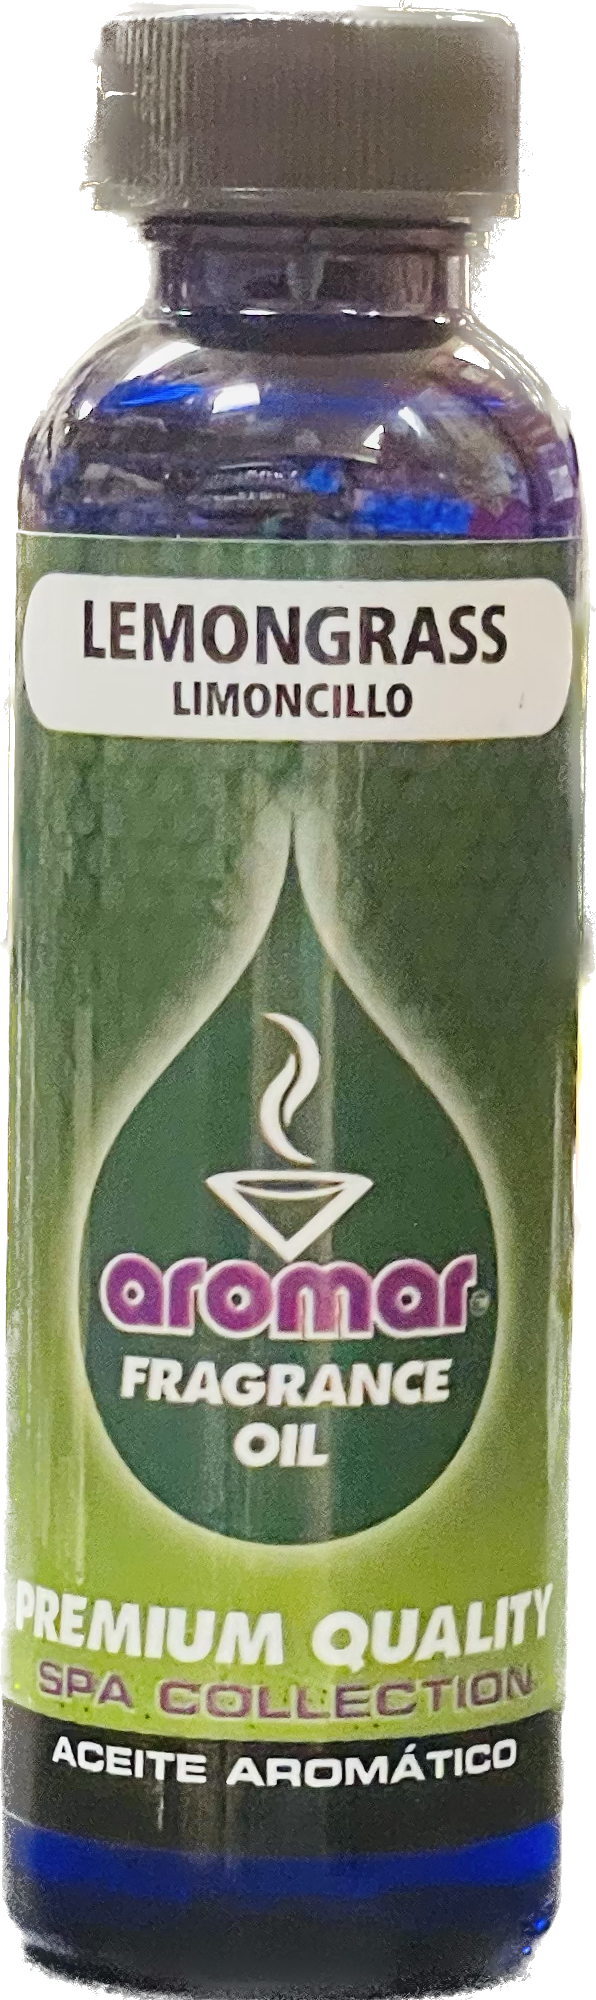 LEMONGRASS
LIMONCILLO
aromar®
FRAGRANCE
OIL
PREMIUM QUALITY
SPA COLLECTION
ACEITE AROMÁTICO